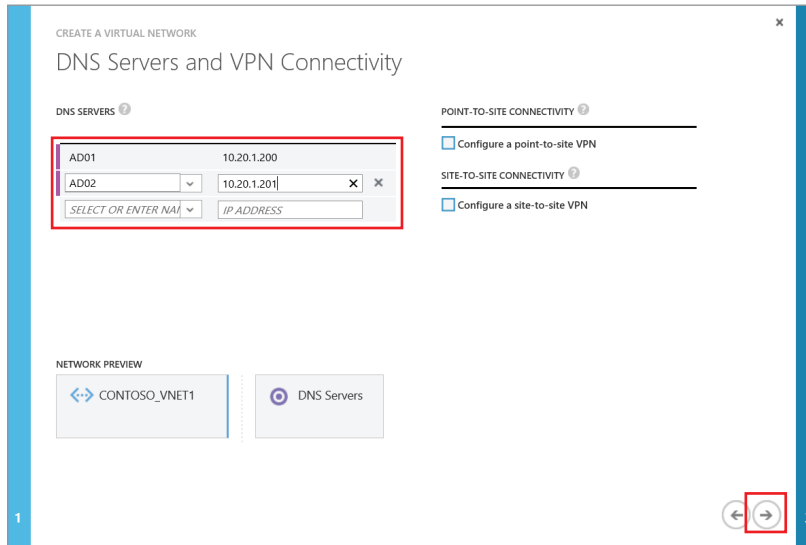 CREATE A VIRTUAL NETWORK
DNS Servers and VPN Connectivity
DNS SERVERS ?
AD01 10.20.1.200
AD02 10.20.1.201
SELECT OR ENTER NAM IP ADDRESS
POINT-TO-SITE CONNECTIVITY ?
Configure a point-to-site VPN
SITE-TO-SITE CONNECTIVITY ?
Configure a site-to-site VPN
NETWORK PREVIEW
CONTOSO_VNET1
DNS Servers
1